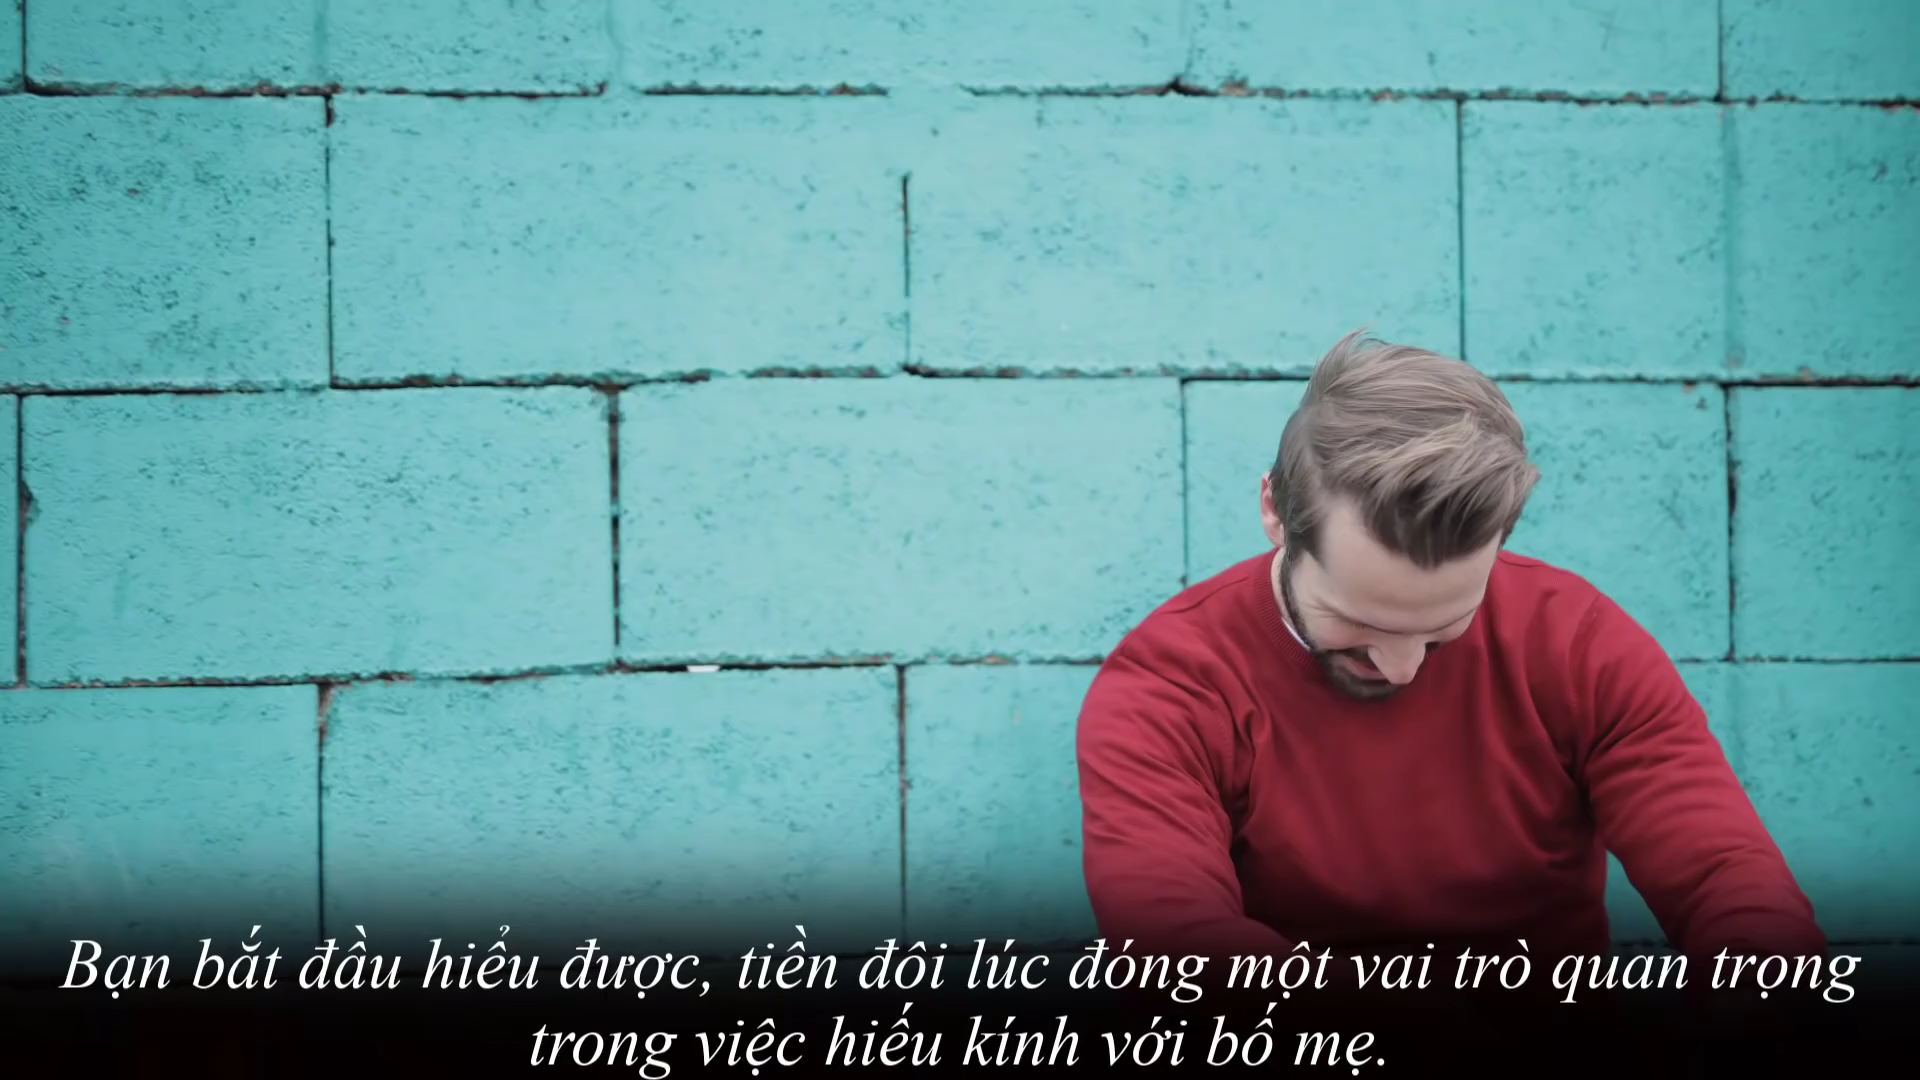 Bạn bắt đầu hiểu được, tiền đôi lúc đóng một vai trò quan trọng
trong việc hiếu kính với bố mẹ.